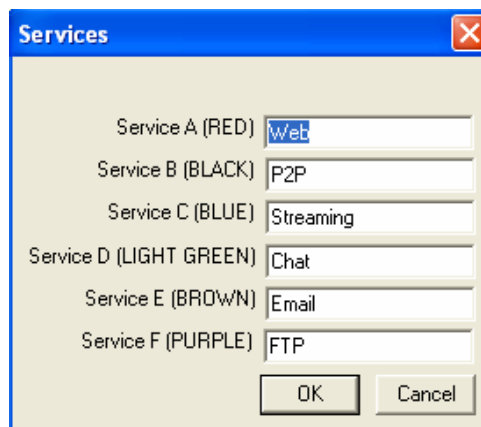 Services
Service A (RED) Web
Service B (BLACK) P2P
Service C (BLUE) Streaming
Service D (LIGHT GREEN) Chat
Service E (BROWN) Email
Service F (PURPLE) FTP
OK Cancel